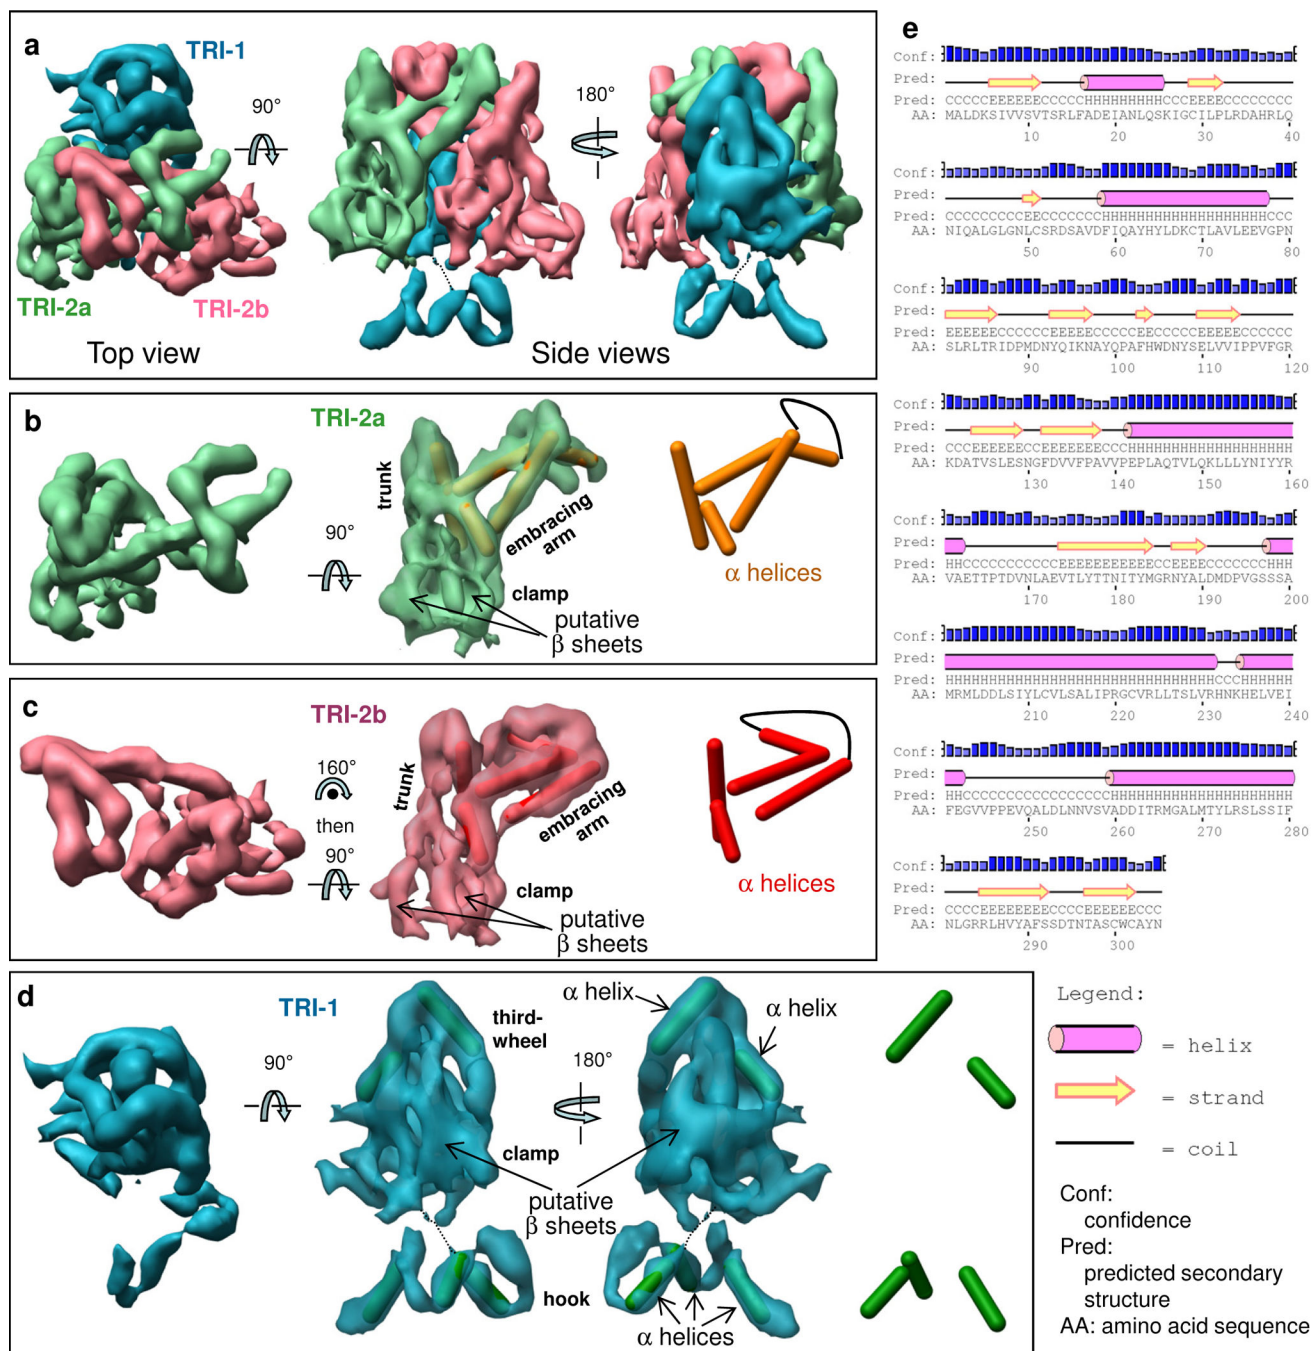 a
TRI-1
90°
180°
TRI-2a
TRI-2b
Top view
Side views
b
TRI-2a
trunk
90°
embracing
arm
clamp
putative
β sheets
α helices
c
TRI-2b
160°
then
90°
trunk
embracing
arm
clamp
putative
β sheets
α helices
d
TRI-1
90°
third-
wheel
α helix
α helix
180°
clamp
putative
β sheets
hook
α helices
e
Conf:
Pred:
Pred: CCCCCEEEEEECCCCCHHHHHHHHHCCCEEEECCCCCCCC
AA: MALDKSIVVSVTSRLFADEIANLQSKIGCILPLRDAHRLQ
10 20 30 40
Conf:
Pred:
Pred: CCCCCCCCCEECCCCCCCHHHHHHHHHHHHHHHHHHHCCC
AA: NIQALGLGNLCSRDSAVDFIQAYHYLDKCTLAVLEEVGPN
50 60 70 80
Conf:
Pred:
Pred: EEEEEECCCCCCEEEEECCCCCEECCCCCEEEEECCCCCC
AA: SLRLTRIDPMDNYQIKNAYQPAFHWDNYSELVVIPPVFGR
90 100 110 120
Conf:
Pred:
Pred: CCCEEEEEECCEEEEEEECCCHHHHHHHHHHHHHHHHHHH
AA: KDATVSLESNGFDVVFPAVVPEPLAQTVLQKLLLYNIYYR
130 140 150 160
Conf:
Pred:
Pred: HHCCCCCCCCCCCEEEEEEEEEEECCEEEECCCCCCCHHH
AA: VAETTPTDVNLAEVTLYTTNITYMGRNYALDMDPVGSSSA
170 180 190 200
Conf:
Pred:
Pred: HHHHHHHHHHHHHHHHHHHHHHHHHHHHHHHCCCHHHHHH
AA: MRMLDDLSIYLCVLSALIPRGCVRLLTSLVRHNKHELVEI
210 220 230 240
Conf:
Pred:
Pred: HHCCCCCCCCCCCCCCCCHHHHHHHHHHHHHHHHHHHHHH
AA: FEGVVPPEVQALDLNNVSVADDITRMGALMTYLRSLSSIF
250 260 270 280
Conf:
Pred:
Pred: CCCCEEEEEEEECCCCEEEEEECCC
AA: NLGRRLHVYAFSSDTNTASCWCAYN
290 300
Legend:
= helix
= strand
= coil
Conf:
confidence
Pred:
predicted secondary
structure
AA: amino acid sequence